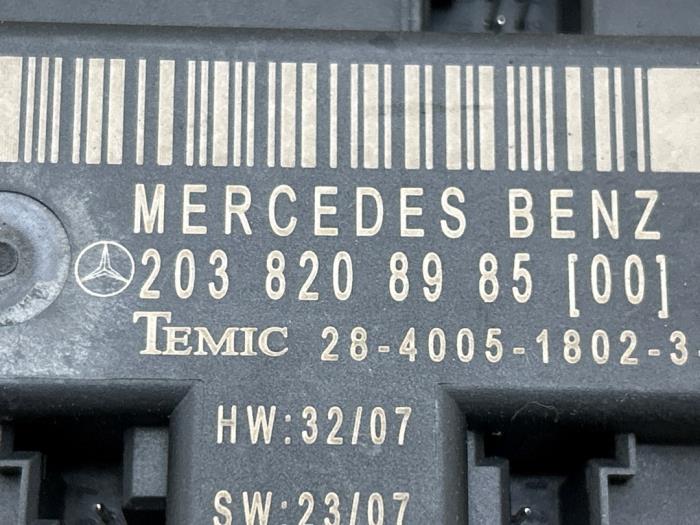 MERCEDES BENZ
203 820 89 85 [00]
TEMIC 28-4005-1802-3-
HW:32/07
SW:23/07